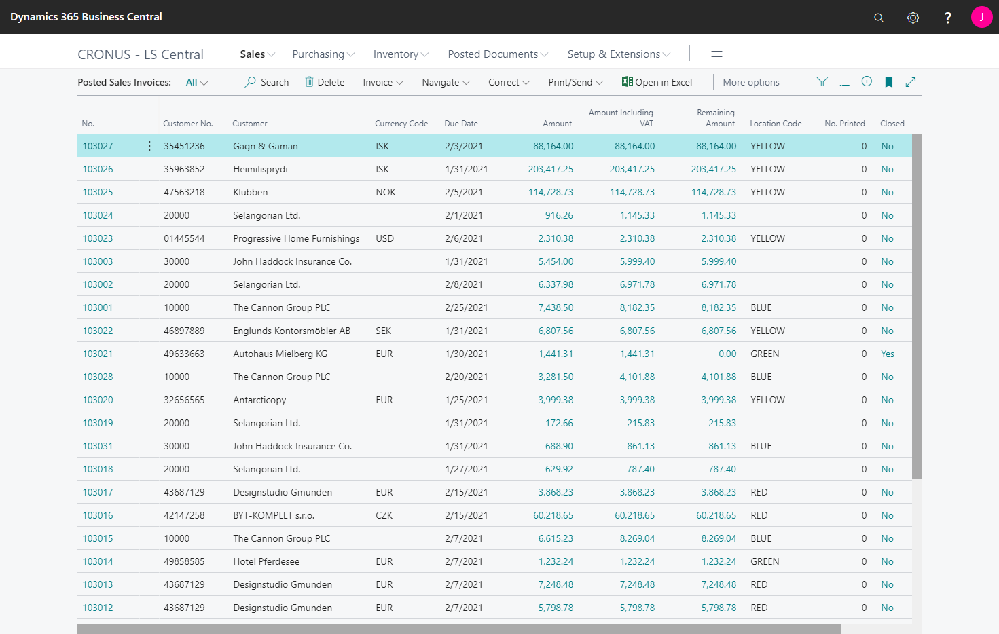 Dynamics 365 Business Central
J
CRONUS - LS Central Sales Purchasing Inventory Posted Documents Setup & Extensions
Posted Sales Invoices: All Search Delete Invoice Navigate Correct Print/Send Open in Excel More options
No. Customer No. Customer Currency Code Due Date Amount Amount Including VAT Remaining Amount Location Code No. Printed Closed
103027 35451236 Gagn & Gaman ISK 2/3/2021 88,164.00 88,164.00 88,164.00 YELLOW 0 No
103026 35963852 Heimilisprydi ISK 1/31/2021 203,417.25 203,417.25 203,417.25 YELLOW 0 No
103025 47563218 Klubben NOK 2/5/2021 114,728.73 114,728.73 114,728.73 YELLOW 0 No
103024 20000 Selangorian Ltd. 2/1/2021 916.26 1,145.33 1,145.33 0 No
103023 01445544 Progressive Home Furnishings USD 2/6/2021 2,310.38 2,310.38 2,310.38 YELLOW 0 No
103003 30000 John Haddock Insurance Co. 1/31/2021 5,454.00 5,999.40 5,999.40 0 No
103002 20000 Selangorian Ltd. 2/8/2021 6,337.98 6,971.78 6,971.78 0 No
103001 10000 The Cannon Group PLC 2/25/2021 7,438.50 8,182.35 8,182.35 BLUE 0 No
103022 46897889 Englunds Kontorsmöbler AB SEK 1/31/2021 6,807.56 6,807.56 6,807.56 YELLOW 0 No
103021 49633663 Autohaus Mielberg KG EUR 1/30/2021 1,441.31 1,441.31 0.00 GREEN 0 Yes
103028 10000 The Cannon Group PLC 2/20/2021 3,281.50 4,101.88 4,101.88 BLUE 0 No
103020 32656565 Antarcticopy EUR 1/25/2021 3,999.38 3,999.38 3,999.38 YELLOW 0 No
103019 20000 Selangorian Ltd. 1/31/2021 172.66 215.83 215.83 0 No
103031 30000 John Haddock Insurance Co. 1/31/2021 688.90 861.13 861.13 BLUE 0 No
103018 20000 Selangorian Ltd. 1/27/2021 629.92 787.40 787.40 0 No
103017 43687129 Designstudio Gmunden EUR 2/15/2021 3,868.23 3,868.23 3,868.23 RED 0 No
103016 42147258 BYT-KOMPLET s.r.o. CZK 2/15/2021 60,218.65 60,218.65 60,218.65 RED 0 No
103015 10000 The Cannon Group PLC 2/7/2021 6,615.23 8,269.04 8,269.04 BLUE 0 No
103014 49858585 Hotel Pferdesee EUR 2/7/2021 1,232.24 1,232.24 1,232.24 GREEN 0 No
103013 43687129 Designstudio Gmunden EUR 2/7/2021 7,248.48 7,248.48 7,248.48 RED 0 No
103012 43687129 Designstudio Gmunden EUR 2/7/2021 5,798.78 5,798.78 5,798.78 RED 0 No